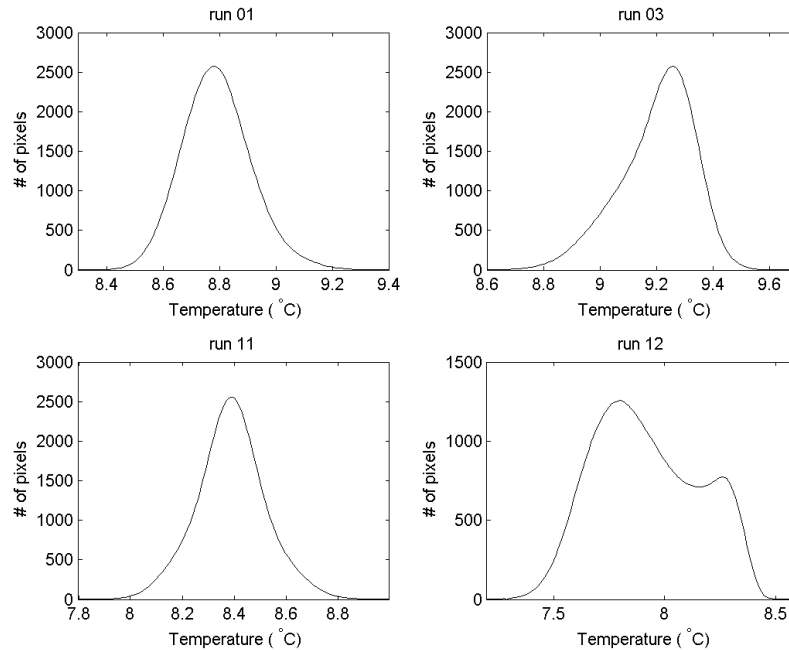 run 01
3000
2500
2000
1500
1000
500
0
# of pixels
8.4 8.6 8.8 9 9.2 9.4
Temperature ( °C)
run 03
3000
2500
2000
1500
1000
500
0
# of pixels
8.6 8.8 9 9.2 9.4 9.6
Temperature ( °C)
run 11
3000
2500
2000
1500
1000
500
0
# of pixels
7.8 8 8.2 8.4 8.6 8.8
Temperature ( °C)
run 12
1500
1000
500
0
# of pixels
7.5 8 8.5
Temperature ( °C)